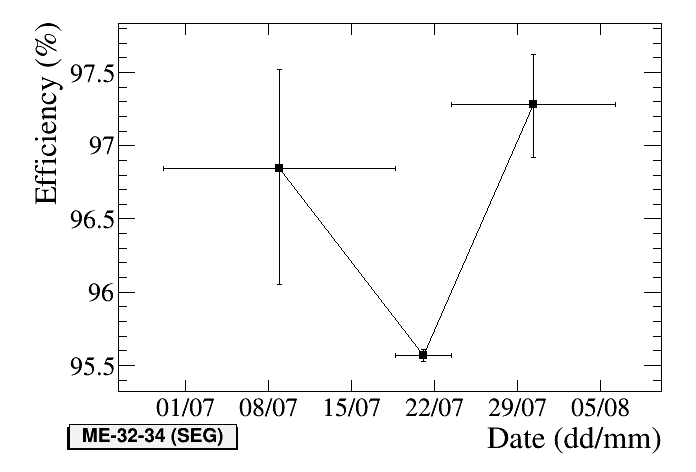 Efficiency (%)
97.5
97
96.5
96
95.5
01/07 08/07 15/07 22/07 29/07 05/08
Date (dd/mm)
ME-32-34 (SEG)